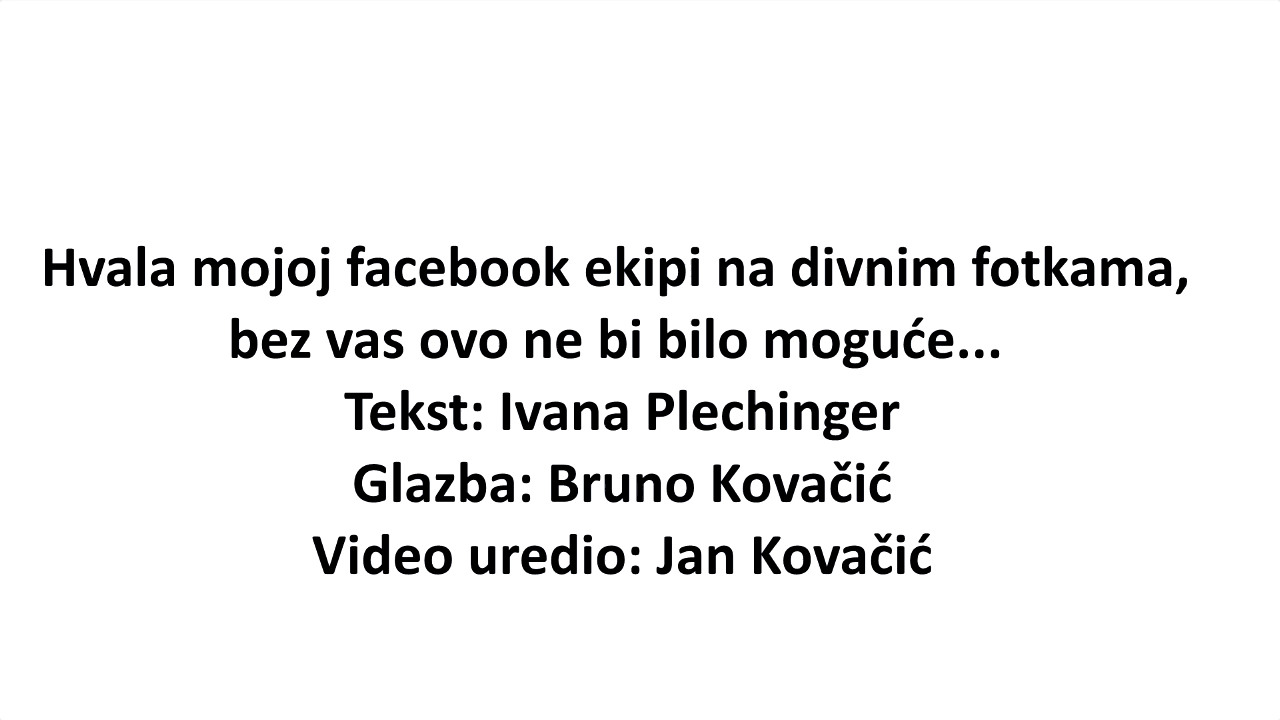 Hvala mojoj facebook ekipi na divnim fotkama,
bez vas ovo ne bi bilo moguće...
Tekst: Ivana Plechinger
Glazba: Bruno Kovačić
Video uredio: Jan Kovačić